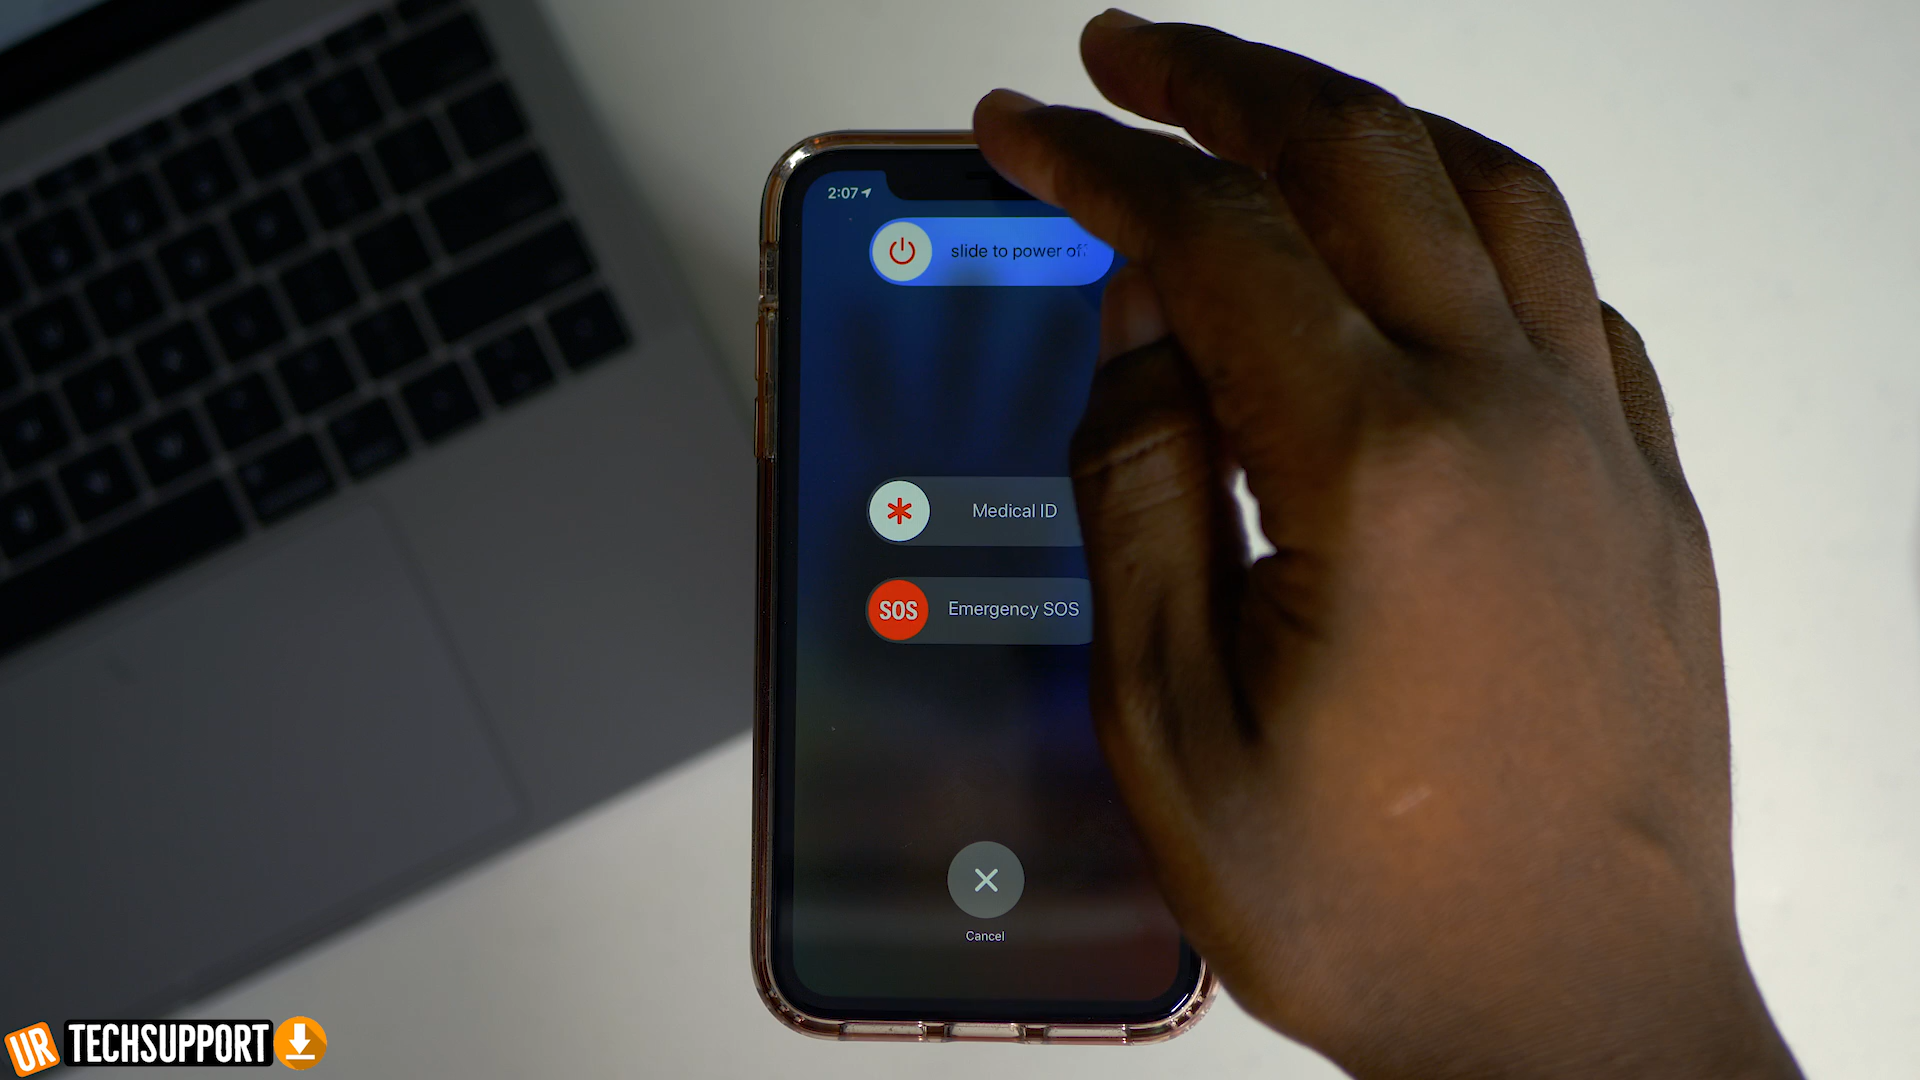 2:07
slide to power off
Medical ID
SOS Emergency SOS
Cancel
UR TECHSUPPORT